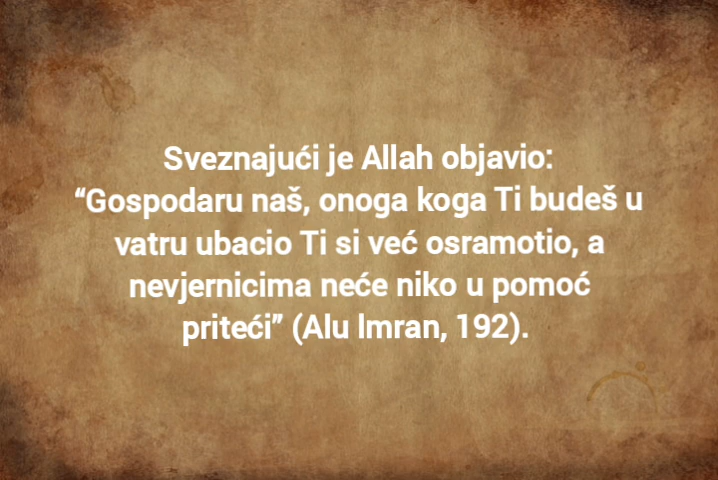 Sveznajući je Allah objavio:
“Gospodaru naš, onoga koga Ti budeš u
vatru ubacio Ti si već osramotio, a
nevjernicima neće niko u pomoć
priteći” (Alu Imran, 192).